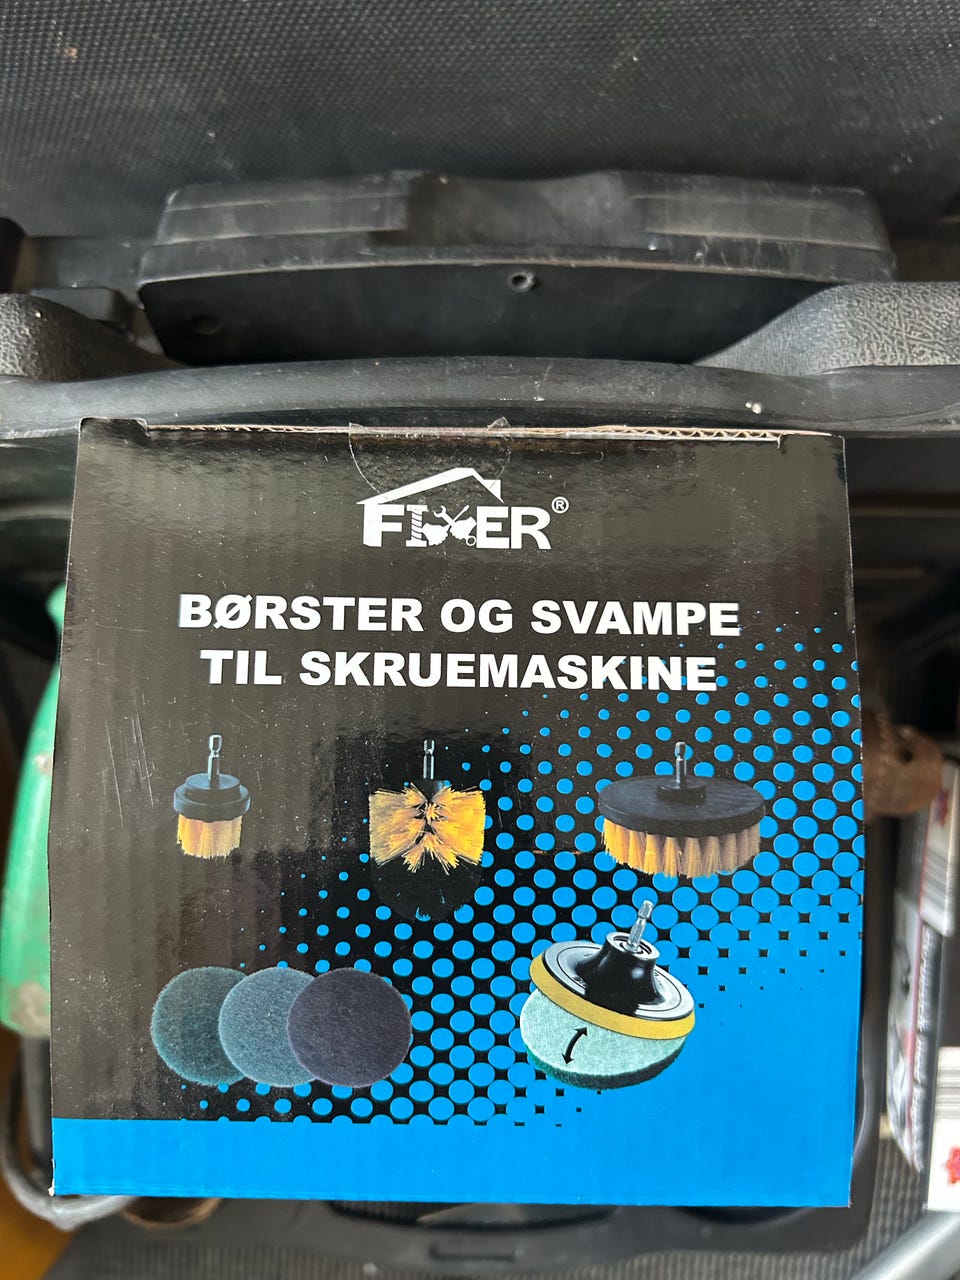 FIXER®
BØRSTER OG SVAMPE
TIL SKRUEMASKINE